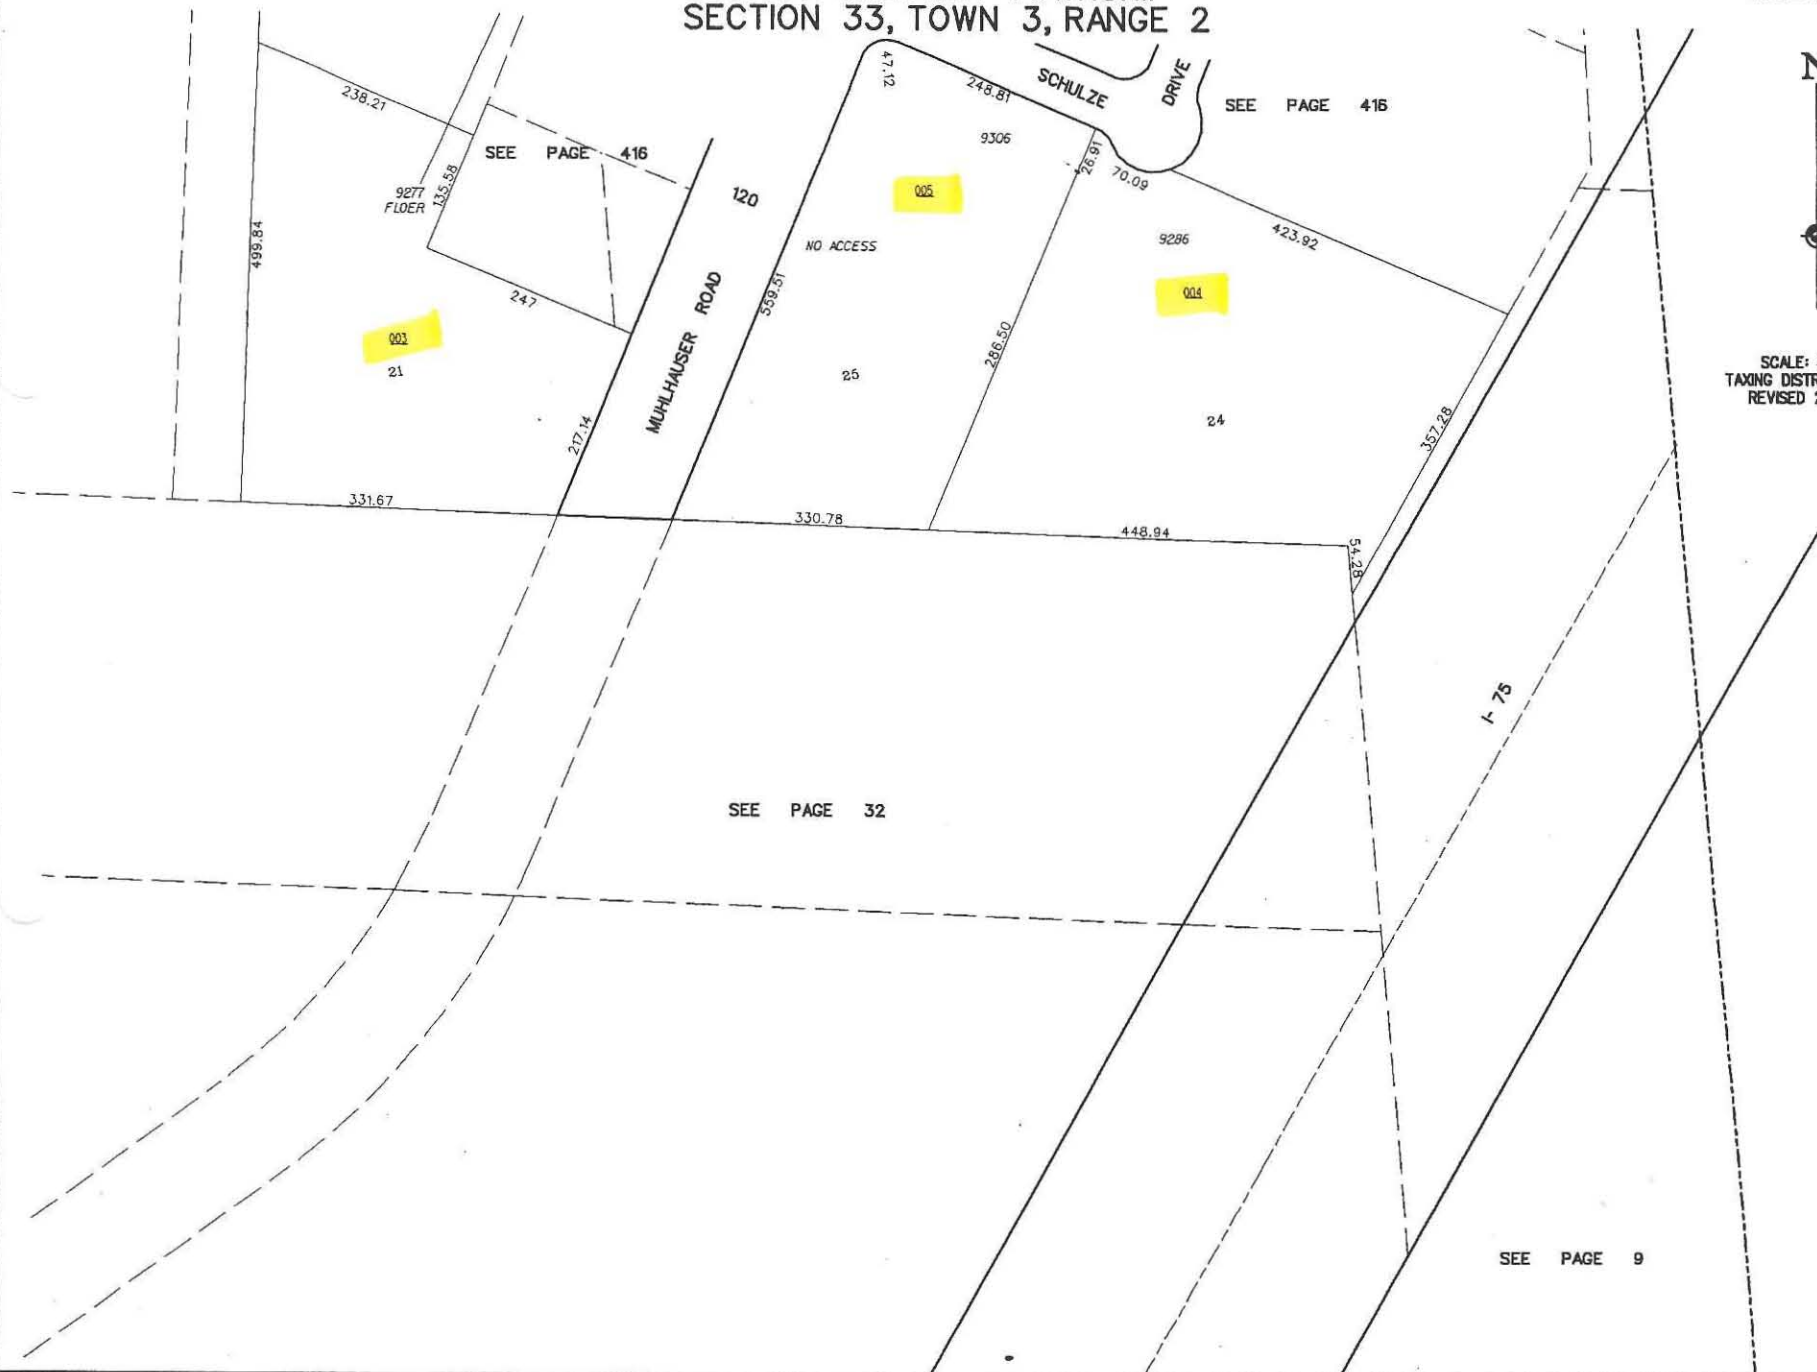 SECTION 33, TOWN 3, RANGE 2
238.21
47.12
248.81
SCHULZE
DRIVE
SEE PAGE 416
9306
SEE PAGE 416
135.58
9277
FLOER
26.91
70.09
120
005
499.84
NO ACCESS
9286
423.92
247
559.51
004
MUHLHAUSER ROAD
003
21
286.50
25
SCALE:
TAXING DISTR
REVISED 2
217.14
24
357.28
331.67
330.78
448.94
54.28
I- 75
SEE PAGE 32
SEE PAGE 9